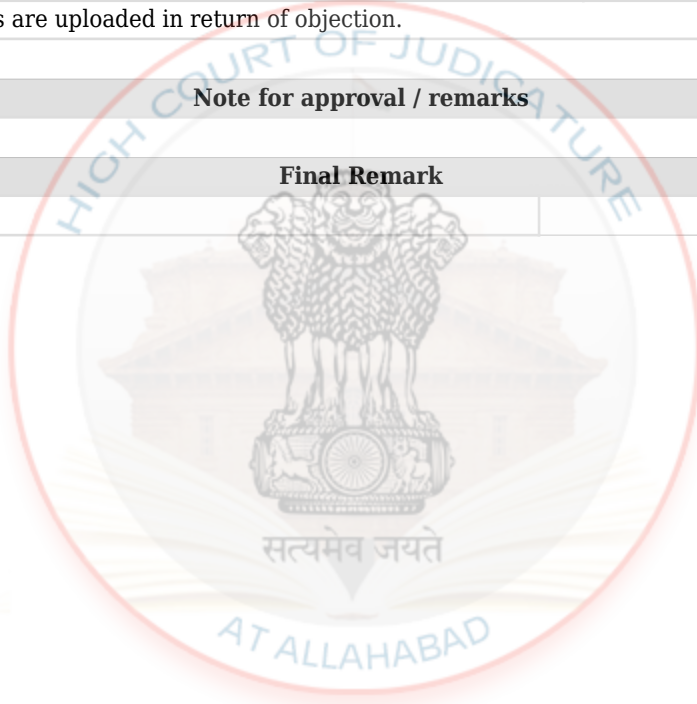 s are uploaded in return of objection.
HIGH COURT OF JUDICATURE
Note for approval / remarks
Final Remark
सत्यमेव जयते
AT ALLAHABAD